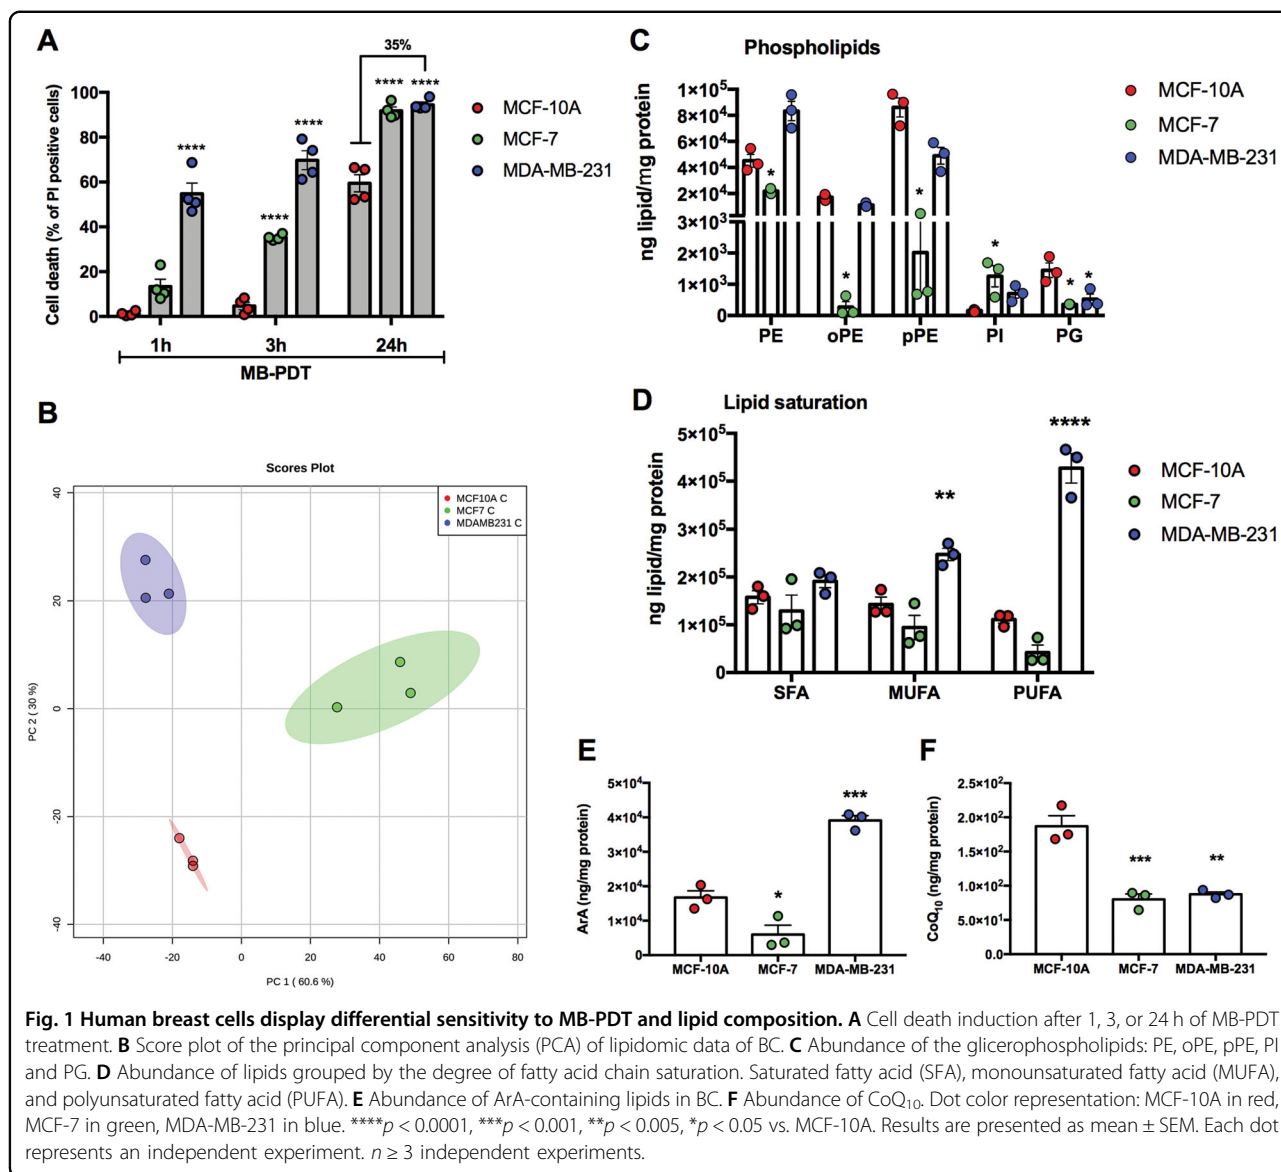 A
35%
Cell death (% of PI positive cells)
100
80
60
40
20
0
****
****
****
****
****
****
1h
3h
24h
MB-PDT
MCF-10A
MCF-7
MDA-MB-231
B
Scores Plot
PC 2 ( 30 %)
40
20
0
-20
-40
-40
-20
0
20
40
60
80
PC 1 ( 60.6 %)
MCF10A C
MCF7 C
MDAMB231 C
C
Phospholipids
ng lipid/mg protein
1×10⁵
8×10⁴
6×10⁴
4×10⁴
2×10⁴
3×10³
2×10³
1×10³
0
*
*
*
*
*
*
PE
oPE
pPE
PI
PG
MCF-10A
MCF-7
MDA-MB-231
D
Lipid saturation
ng lipid/mg protein
5×10⁵
4×10⁵
3×10⁵
2×10⁵
1×10⁵
0
**
****
SFA
MUFA
PUFA
MCF-10A
MCF-7
MDA-MB-231
E
ArA (ng/mg protein)
5×10⁴
4×10⁴
3×10⁴
2×10⁴
1×10⁴
0
*
***
MCF-10A
MCF-7
MDA-MB-231
F
CoQ₁₀ (ng/mg protein)
2.5×10²
2.0×10²
1.5×10²
1.0×10²
5.0×10¹
0.0
***
**
MCF-10A
MCF-7
MDA-MB-231
Fig. 1 Human breast cells display differential sensitivity to MB-PDT and lipid composition. A Cell death induction after 1, 3, or 24 h of MB-PDT
treatment. B Score plot of the principal component analysis (PCA) of lipidomic data of BC. C Abundance of the glicerophospholipids: PE, oPE, pPE, PI
and PG. D Abundance of lipids grouped by the degree of fatty acid chain saturation. Saturated fatty acid (SFA), monounsaturated fatty acid (MUFA),
and polyunsaturated fatty acid (PUFA). E Abundance of ArA-containing lipids in BC. F Abundance of CoQ₁₀. Dot color representation: MCF-10A in red,
MCF-7 in green, MDA-MB-231 in blue. ****p < 0.0001, ***p < 0.001, **p < 0.005, *p < 0.05 vs. MCF-10A. Results are presented as mean ± SEM. Each dot
represents an independent experiment. n ≥ 3 independent experiments.